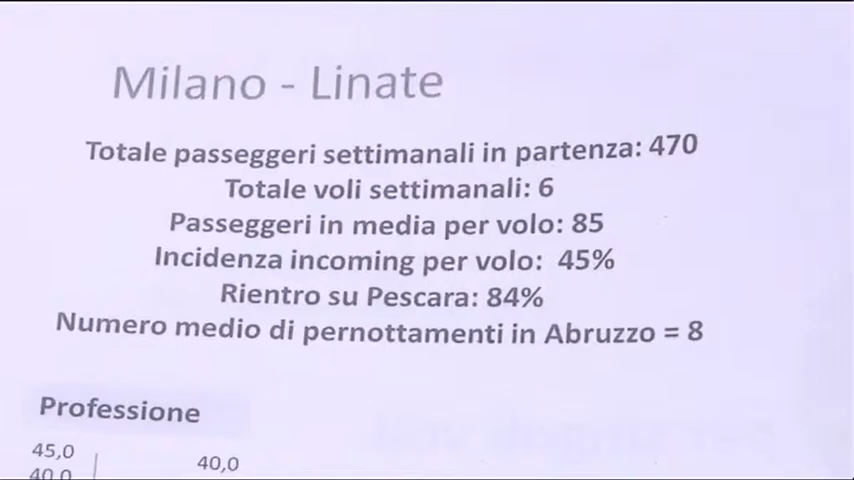 Milano - Linate
Totale passeggeri settimanali in partenza: 470
Totale voli settimanali: 6
Passeggeri in media per volo: 85
Incidenza incoming per volo: 45%
Rientro su Pescara: 84%
Numero medio di pernottamenti in Abruzzo = 8
Professione
45,0
40,0
40,0